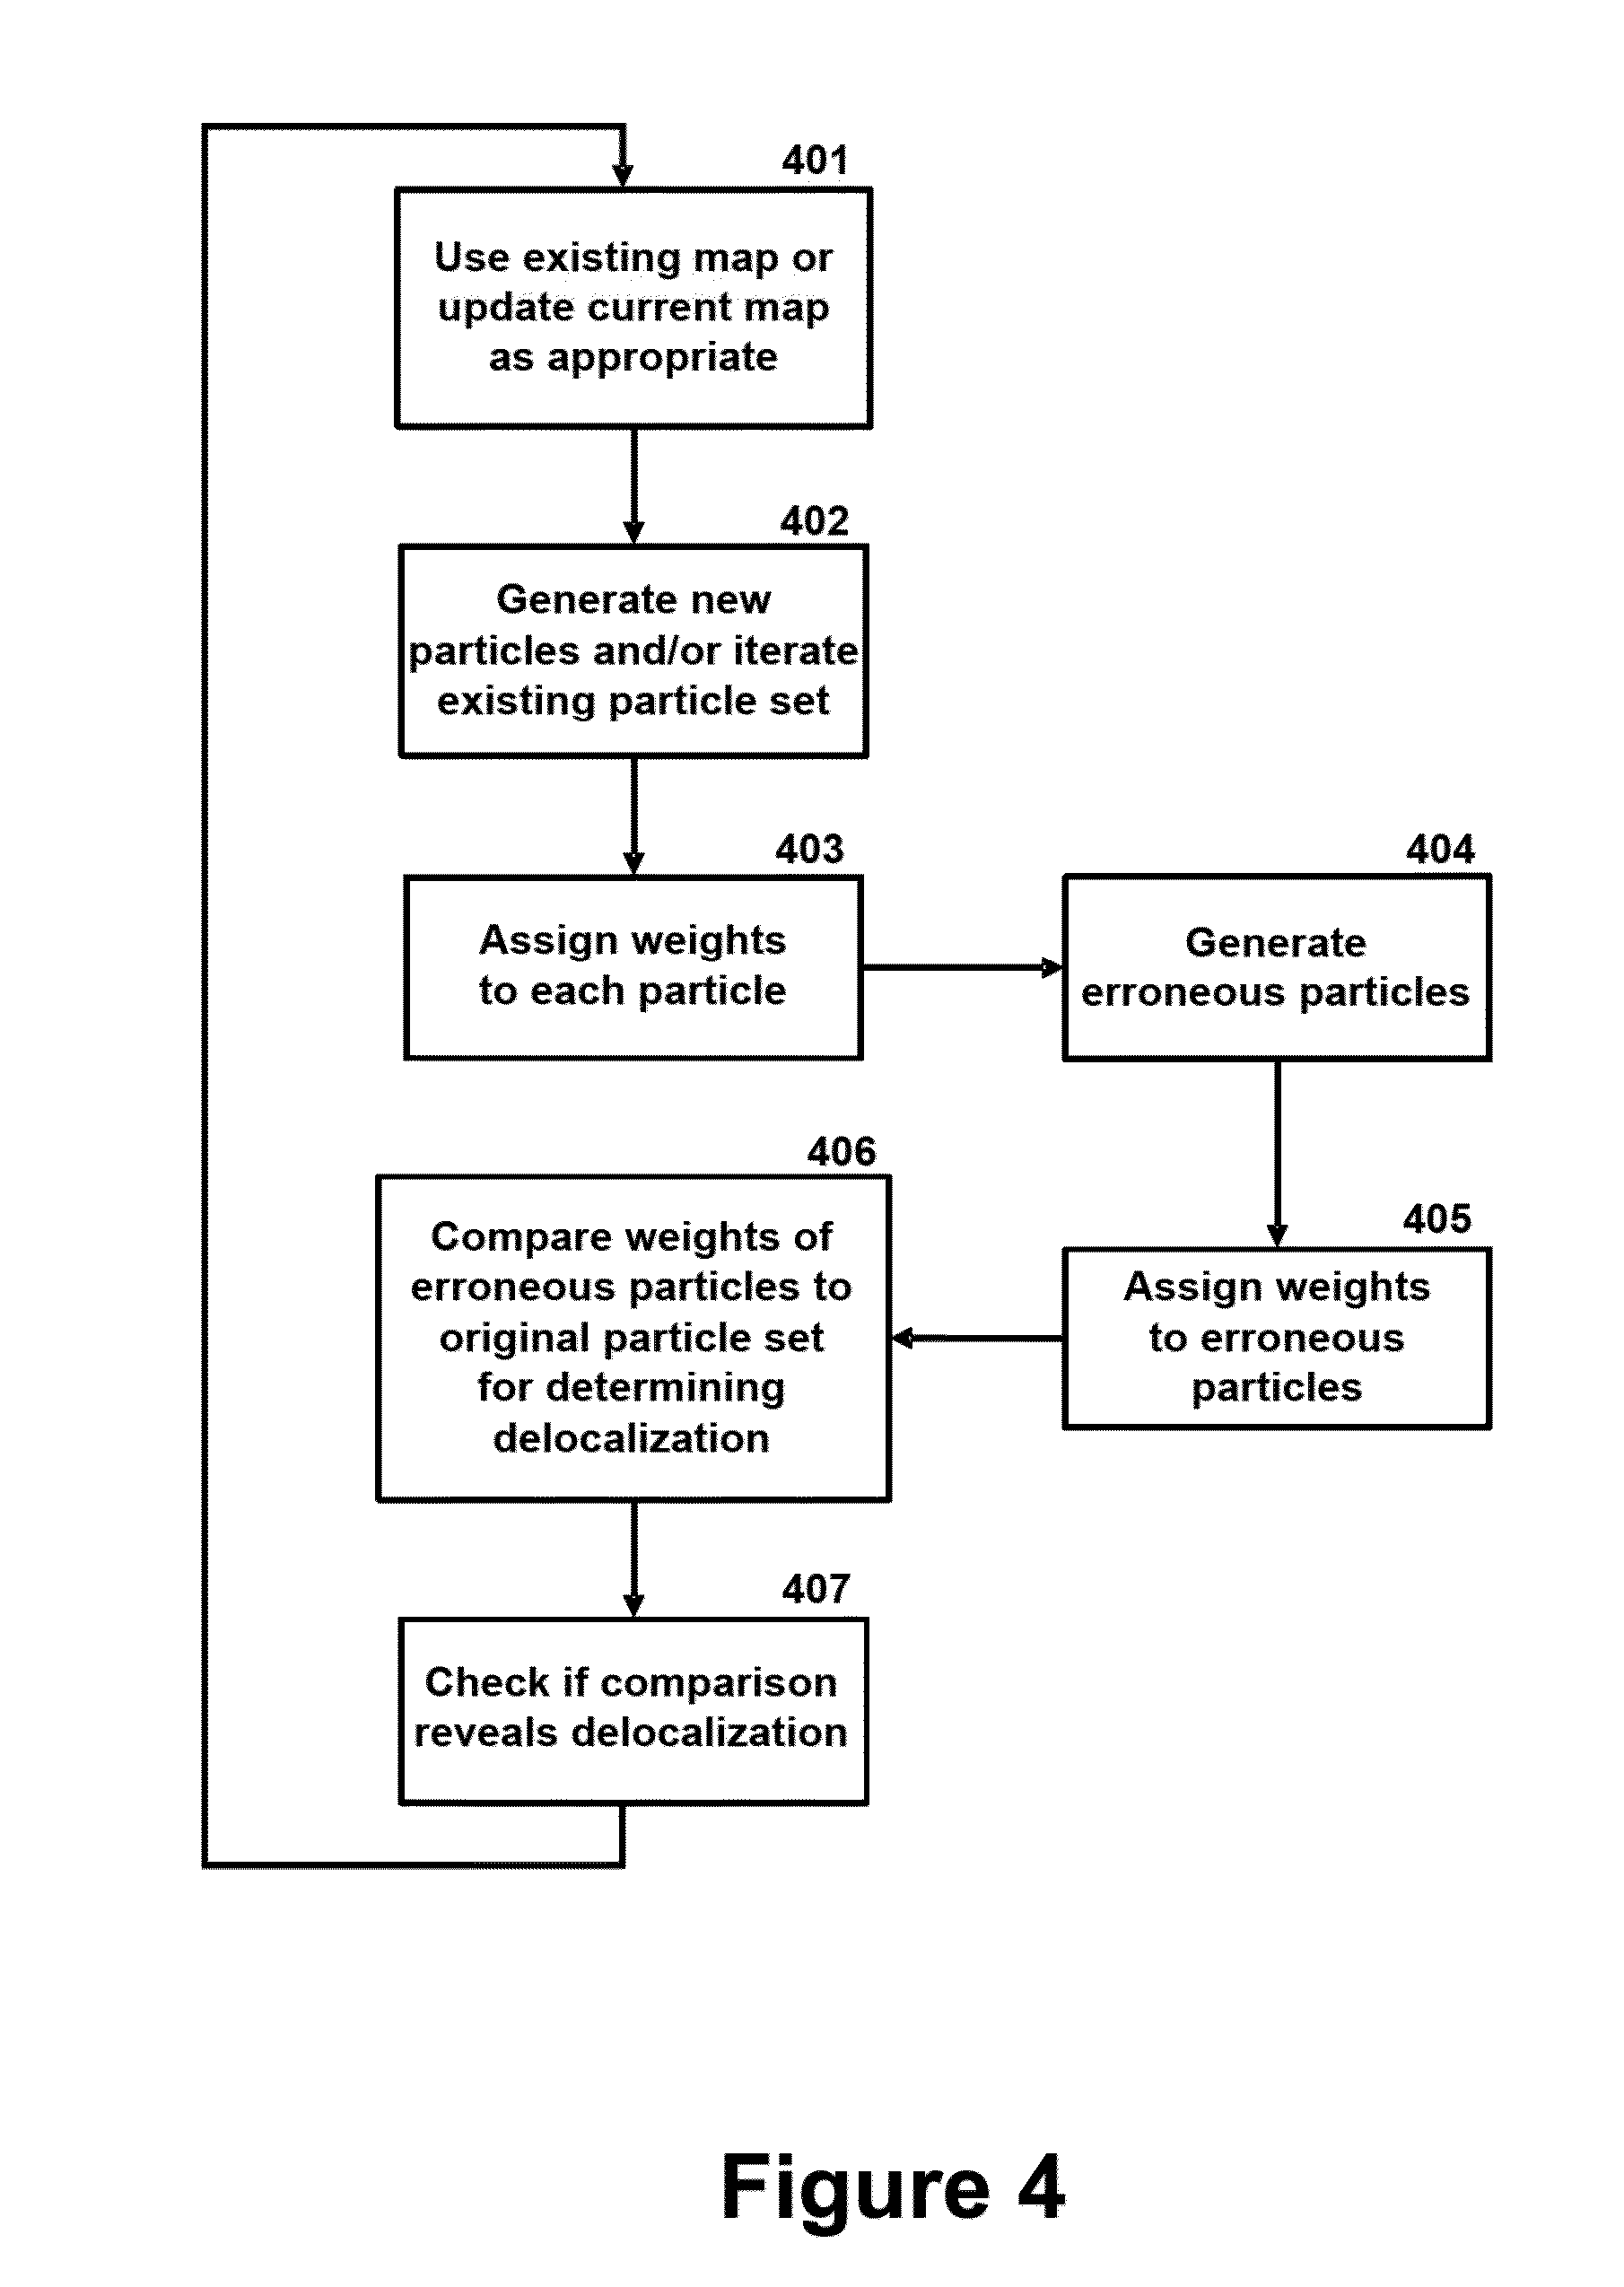 401
Use existing map or
update current map
as appropriate
402
Generate new
particles and/or iterate
existing particle set
403
Assign weights
to each particle
404
Generate
erroneous particles
405
Assign weights
to erroneous
particles
406
Compare weights of
erroneous particles to
original particle set
for determining
delocalization
407
Check if comparison
reveals delocalization
Figure 4